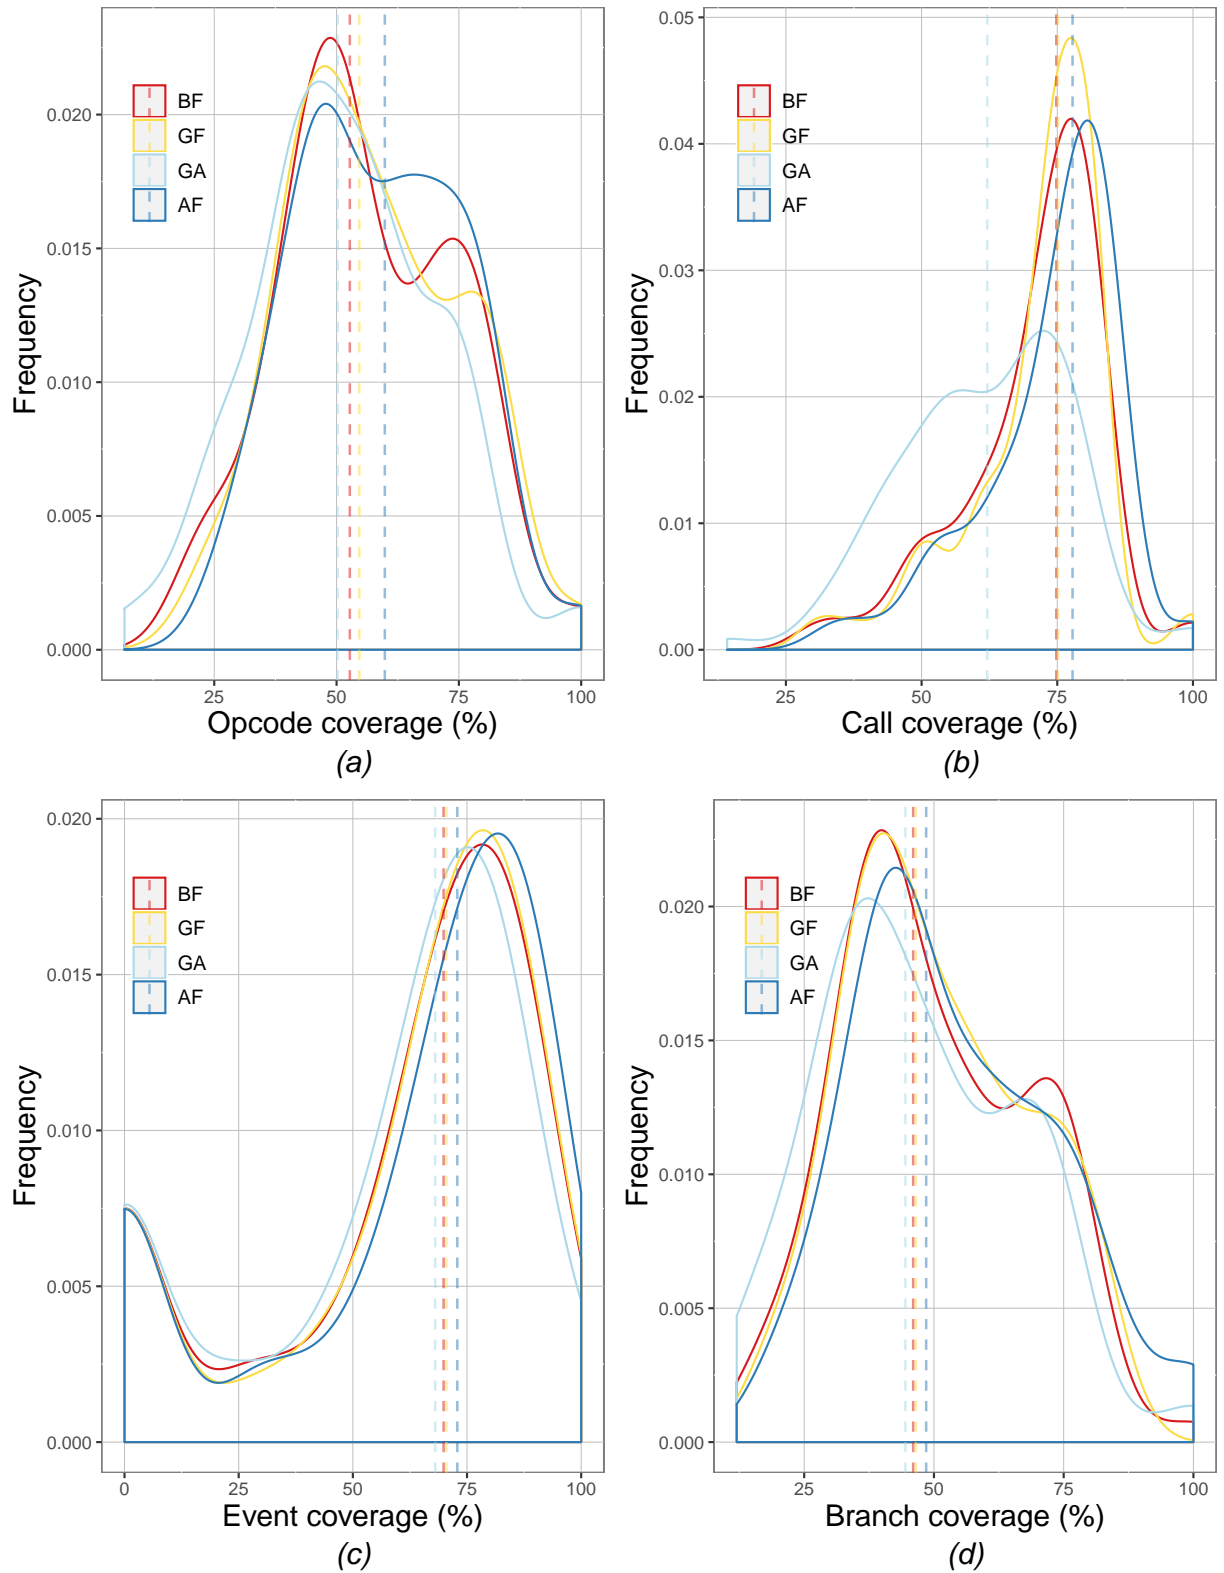 0.020
0.015
0.010
0.005
0.000
Frequency
BF
GF
GA
AF
25 50 75 100
Opcode coverage (%)
(a)
0.05
0.04
0.03
0.02
0.01
0.00
Frequency
BF
GF
GA
AF
25 50 75 100
Call coverage (%)
(b)
0.020
0.015
0.010
0.005
0.000
Frequency
BF
GF
GA
AF
0 25 50 75 100
Event coverage (%)
(c)
0.020
0.015
0.010
0.005
0.000
Frequency
BF
GF
GA
AF
25 50 75 100
Branch coverage (%)
(d)